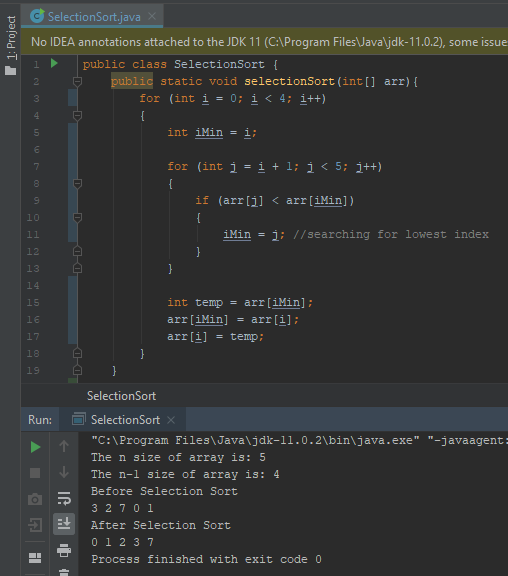 SelectionSort.java ×
1: Project
No IDEA annotations attached to the JDK 11 (C:\Program Files\Java\jdk-11.0.2), some issue
1 public class SelectionSort {
2 public static void selectionSort(int[] arr){
3 for (int i = 0; i < 4; i++)
4 {
5 int iMin = i;
6
7 for (int j = i + 1; j < 5; j++)
8 {
9 if (arr[j] < arr[iMin])
10 {
11 iMin = j; //searching for lowest index
12 }
13 }
14
15 int temp = arr[iMin];
16 arr[iMin] = arr[i];
17 arr[i] = temp;
18 }
19 }
SelectionSort
Run: SelectionSort ×
"C:\Program Files\Java\jdk-11.0.2\bin\java.exe" "-javaagent:
The n size of array is: 5
The n-1 size of array is: 4
Before Selection Sort
3 2 7 0 1
After Selection Sort
0 1 2 3 7
Process finished with exit code 0